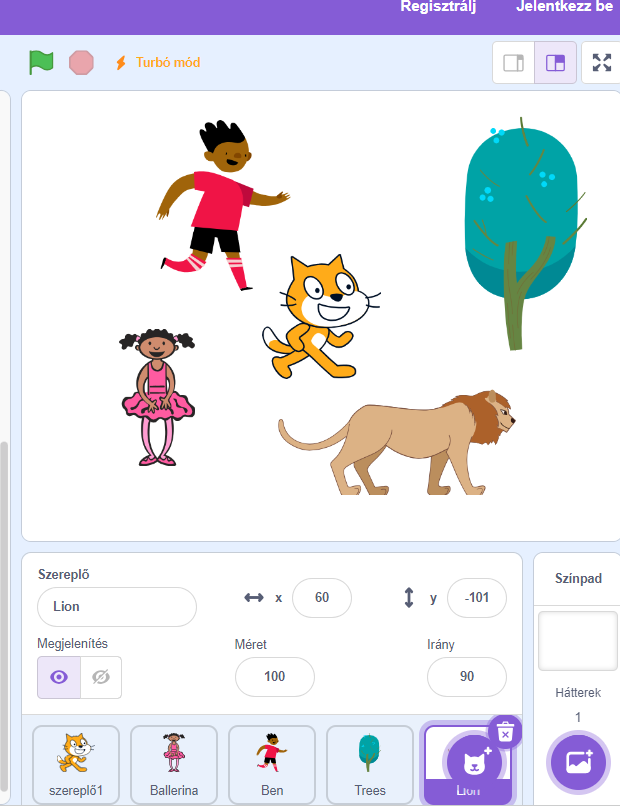 Regisztrálj Jelentkezz be
Turbó mód
Szereplő
Lion
x 60
y -101
Megjelenítés
Méret
100
Irány
90
Színpad
Hátterek
1
szereplő1
Ballerina
Ben
Trees
Lion